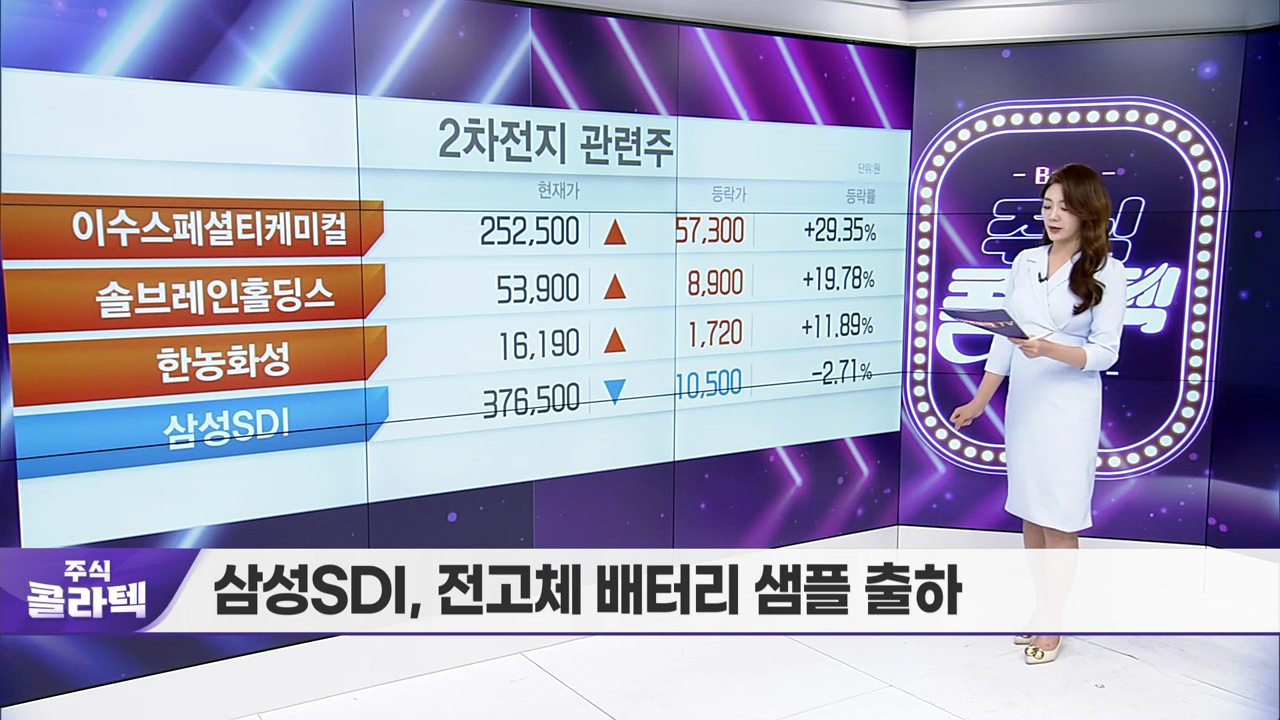 2차전지 관련주
단위:원
현재가 등락가 등락률
이수스페셜티케미컬 252,500 ▲ 57,300 +29.35%
솔브레인홀딩스 53,900 ▲ 8,900 +19.78%
한농화성 16,190 ▲ 1,720 +11.89%
삼성SDI 376,500 ▼ 10,500 -2.71%
주식
주식
콜라텍
삼성SDI, 전고체 배터리 샘플 출하